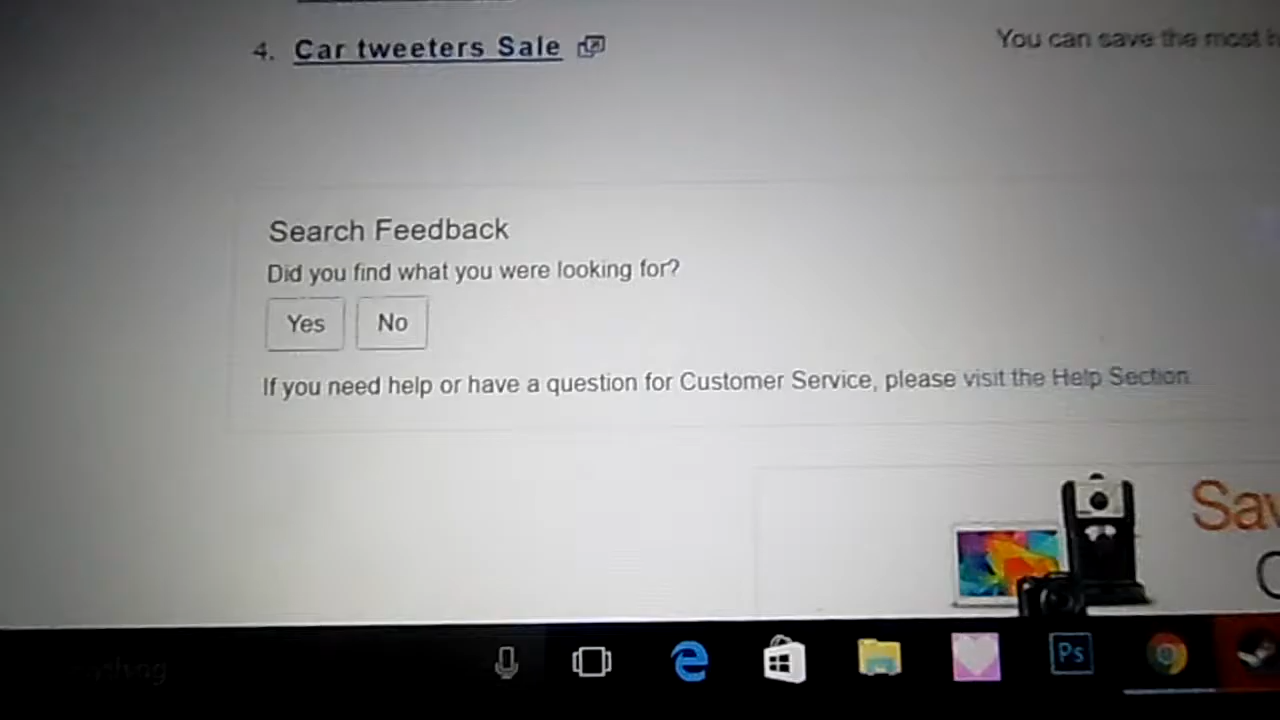 4. Car tweeters Sale
You can save the most
Search Feedback
Did you find what you were looking for?
Yes
No
If you need help or have a question for Customer Service, please visit the Help Section
Sav
Ps